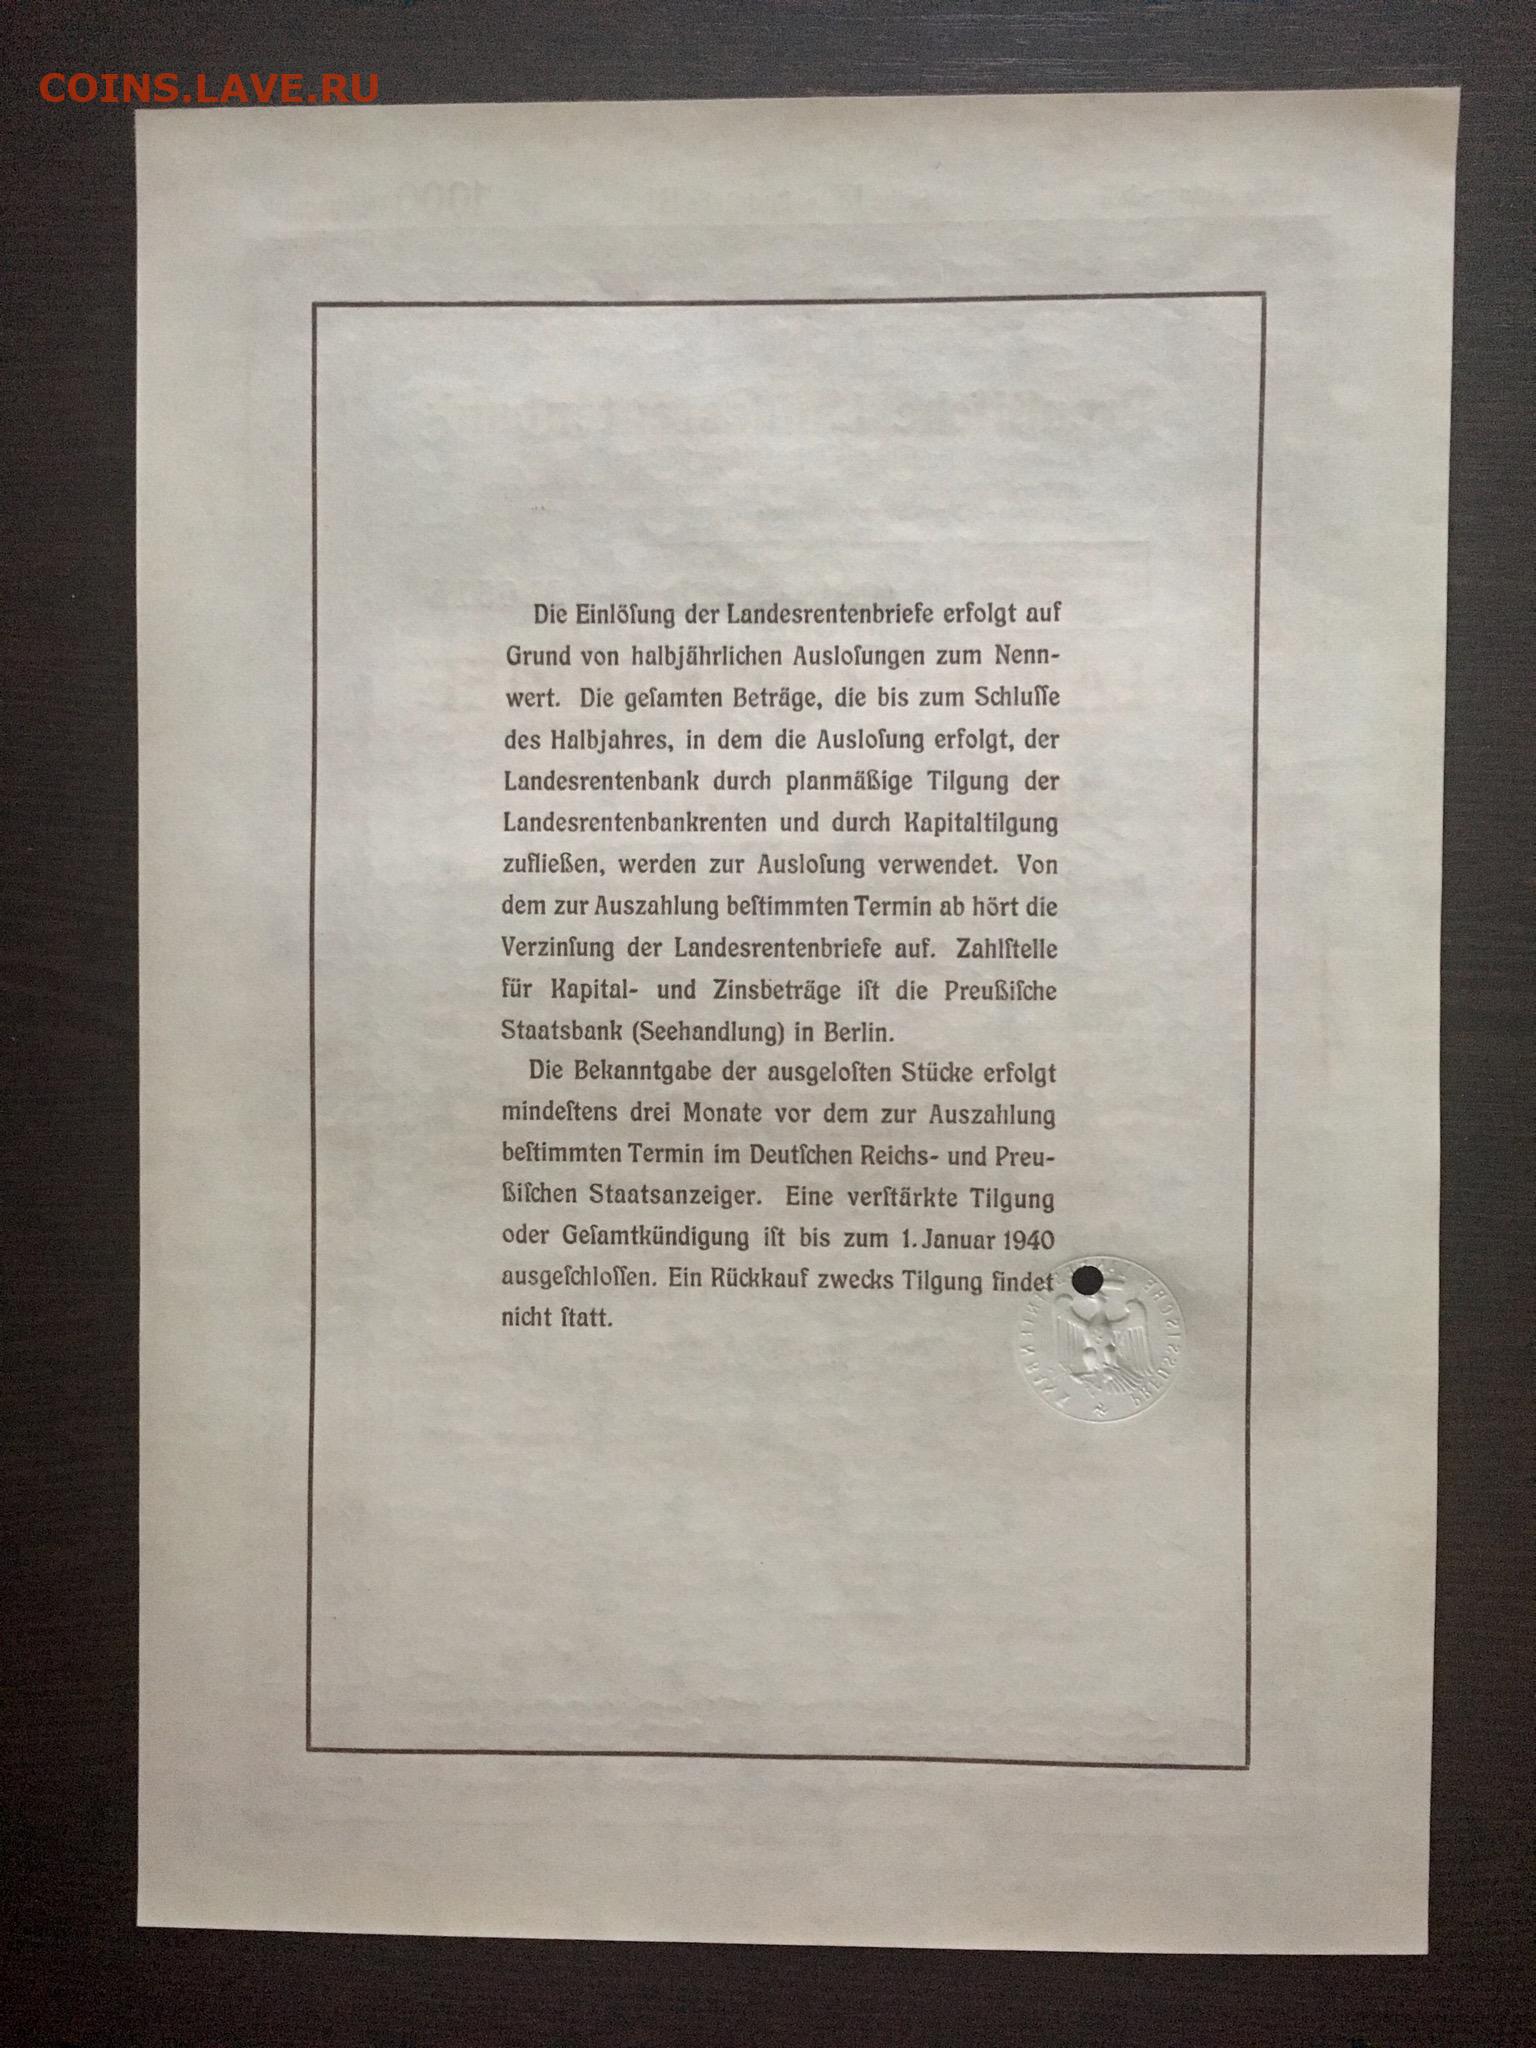 COINS.LAVE.RU
Die Einlöſung der Landesrentenbriefe erfolgt auf
Grund von halbjährlichen Ausloſungen zum Nenn-
wert. Die geſamten Beträge, die bis zum Schluſſe
des Halbjahres, in dem die Ausloſung erfolgt, der
Landesrentenbank durch planmäßige Tilgung der
Landesrentenbankrenten und durch Kapitaltilgung
zufließen, werden zur Ausloſung verwendet. Von
dem zur Auszahlung beſtimmten Termin ab hört die
Verzinſung der Landesrentenbriefe auf. Zahlſtelle
für Kapital- und Zinsbeträge iſt die Preußiſche
Staatsbank (Seehandlung) in Berlin.
Die Bekanntgabe der ausgeloſten Stücke erfolgt
mindeſtens drei Monate vor dem zur Auszahlung
beſtimmten Termin im Deutſchen Reichs- und Preu-
ßiſchen Staatsanzeiger. Eine verſtärkte Tilgung
oder Geſamtkündigung iſt bis zum 1. Januar 1940
ausgeſchloſſen. Ein Rückkauf zwecks Tilgung findet
nicht ſtatt.
PREUSSISCHE